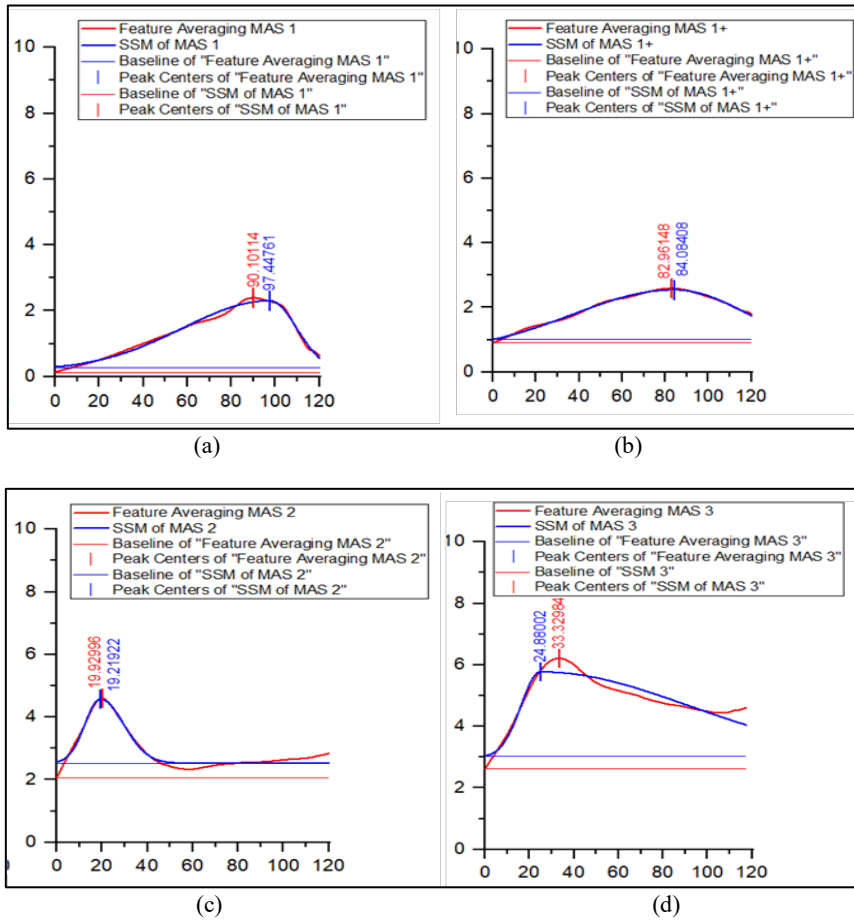 Feature Averaging MAS 1
SSM of MAS 1
Baseline of "Feature Averaging MAS 1"
Peak Centers of "Feature Averaging MAS 1"
Baseline of "SSM of MAS 1"
Peak Centers of "SSM of MAS 1"
10
8
6
4
2
0
90.10114
97.44761
0 20 40 60 80 100 120
(a)
Feature Averaging MAS 1+
SSM of MAS 1+
Baseline of "Feature Averaging MAS 1+"
Peak Centers of "Feature Averaging MAS 1+"
Baseline of "SSM of MAS 1+"
Peak Centers of "SSM of MAS 1+"
10
8
6
4
2
0
82.96148
84.08408
0 20 40 60 80 100 120
(b)
Feature Averaging MAS 2
SSM of MAS 2
Baseline of "Feature Averaging MAS 2"
Peak Centers of "Feature Averaging MAS 2"
Baseline of "SSM of MAS 2"
Peak Centers of "SSM of MAS 2"
10
8
6
4
2
0
19.92996
19.21922
0 20 40 60 80 100 120
(c)
Feature Averaging MAS 3
SSM of MAS 3
Baseline of "Feature Averaging MAS 3"
Peak Centers of "Feature Averaging MAS 3"
Baseline of "SSM 3"
Peak Centers of "SSM of MAS 3"
10
8
6
4
2
0
24.88002
33.32984
0 20 40 60 80 100 120
(d)